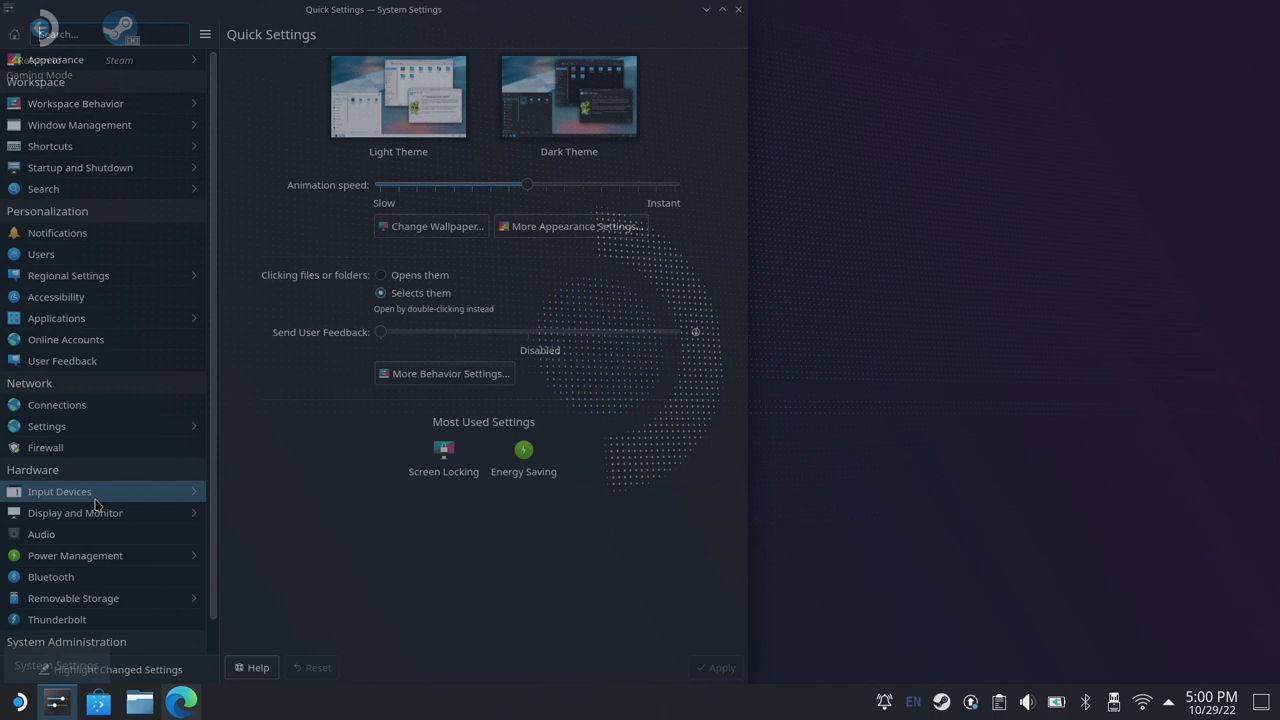 Quick Settings — System Settings
Search...
Quick Settings
Appearance
Steam
Gaming Mode
Workspace
Workspace Behavior
Window Management
Shortcuts
Startup and Shutdown
Search
Personalization
Notifications
Users
Regional Settings
Accessibility
Applications
Online Accounts
User Feedback
Network
Connections
Settings
Firewall
Hardware
Input Devices
Display and Monitor
Audio
Power Management
Bluetooth
Removable Storage
Thunderbolt
System Administration
System Settings
Highlight Changed Settings
Light Theme
Dark Theme
Animation speed:
Slow
Instant
Change Wallpaper...
More Appearance Settings...
Clicking files or folders:
Opens them
Selects them
Open by double-clicking instead
Send User Feedback:
Disabled
More Behavior Settings...
Most Used Settings
Screen Locking
Energy Saving
Help
Reset
Apply
EN
5:00 PM
10/29/22